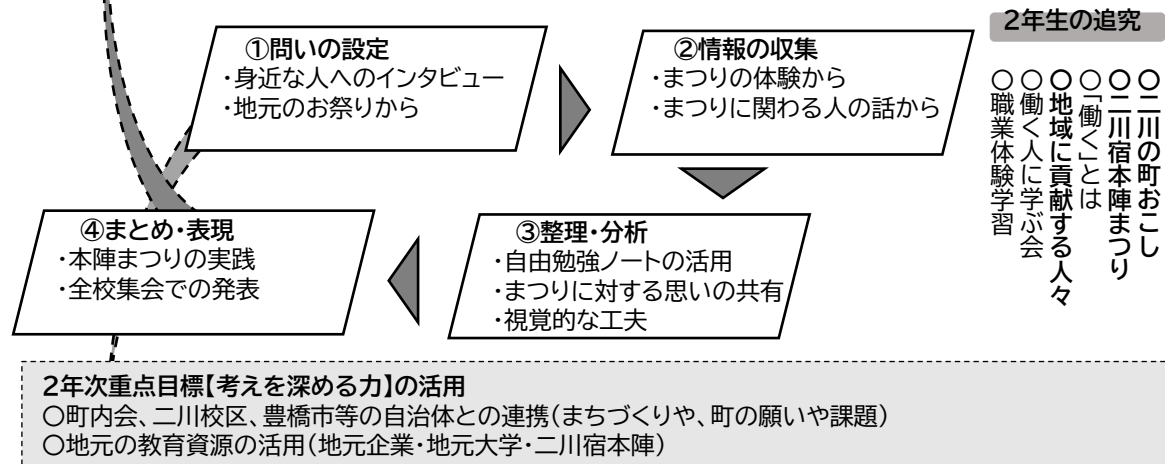 ①問いの設定
・身近な人へのインタビュー
・地元のお祭りから
②情報の収集
・まつりの体験から
・まつりに関わる人の話から
③整理・分析
・自由勉強ノートの活用
・まつりに対する思いの共有
・視覚的な工夫
④まとめ・表現
・本陣まつりの実践
・全校集会での発表
2年生の追究
○二川の町おこし
○二川宿本陣まつり
○「働く」とは
○地域に貢献する人々
○働く人に学ぶ会
○職業体験学習
2年次重点目標【考えを深める力】の活用
○町内会、二川校区、豊橋市等の自治体との連携(まちづくりや、町の願いや課題)
○地元の教育資源の活用(地元企業・地元大学・二川宿本陣)